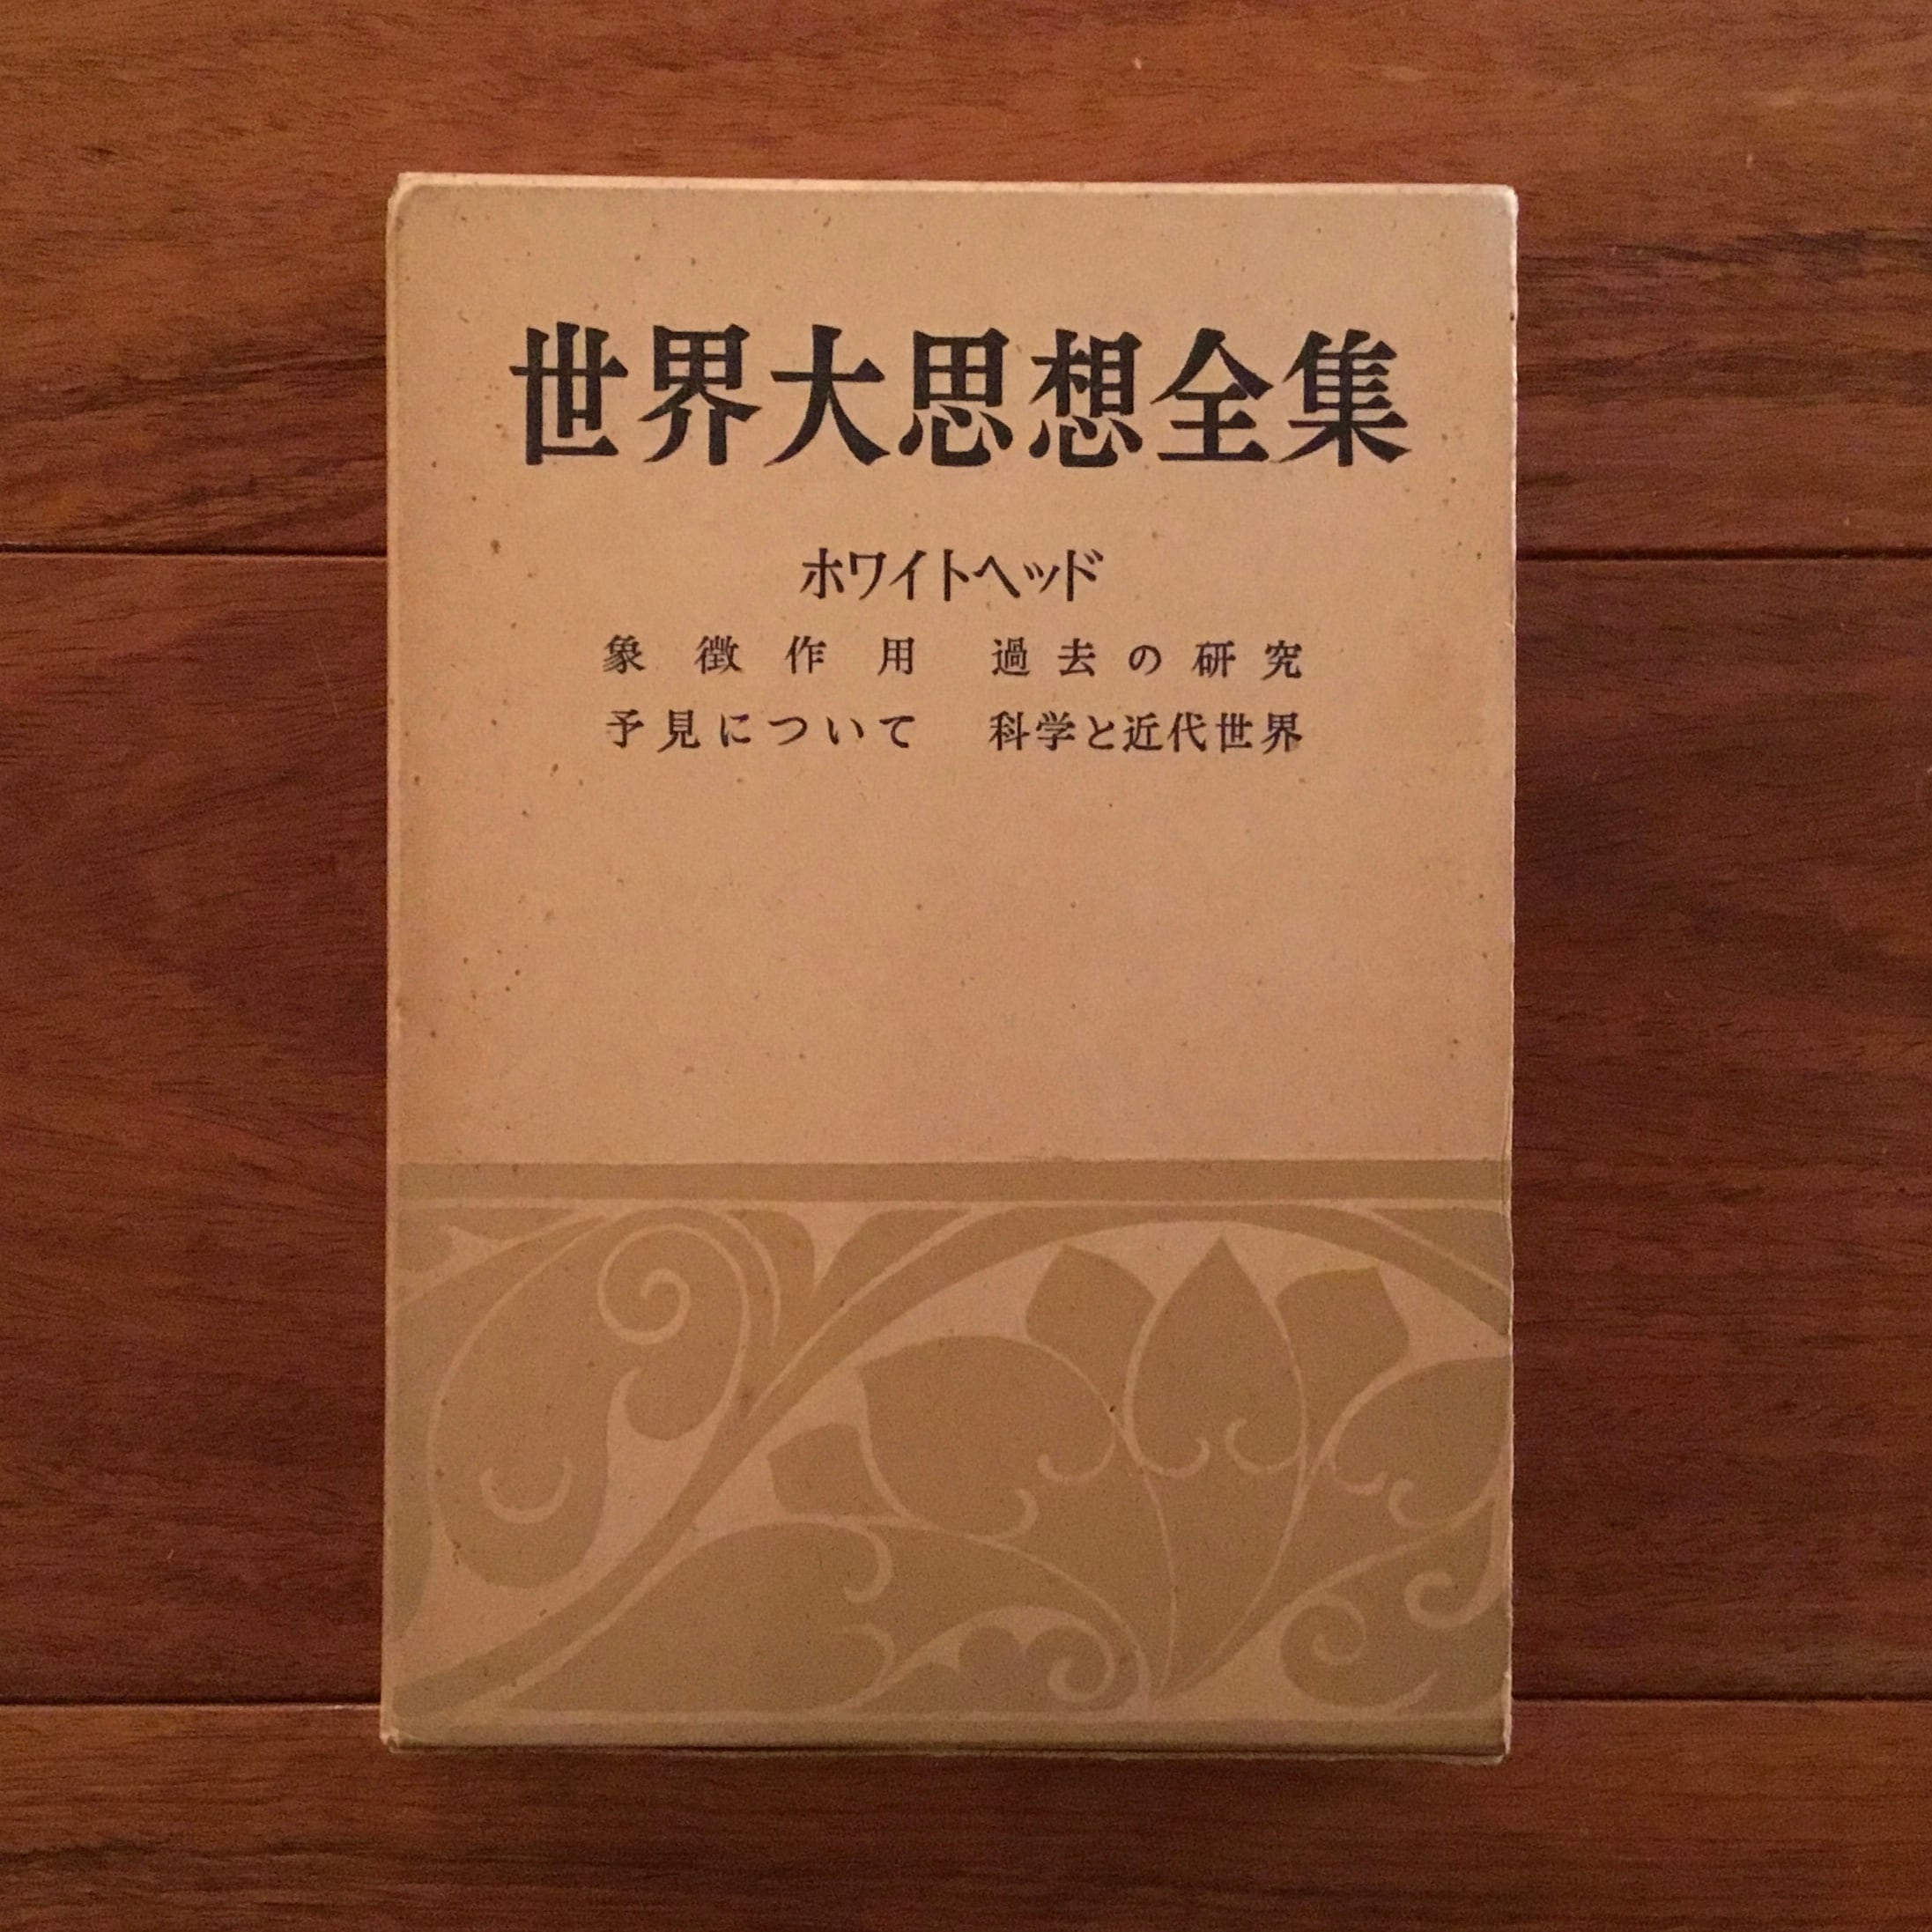 世界大思想全集
ホワイトヘッド
象徴作用　過去の研究
予見について　科学と近代世界